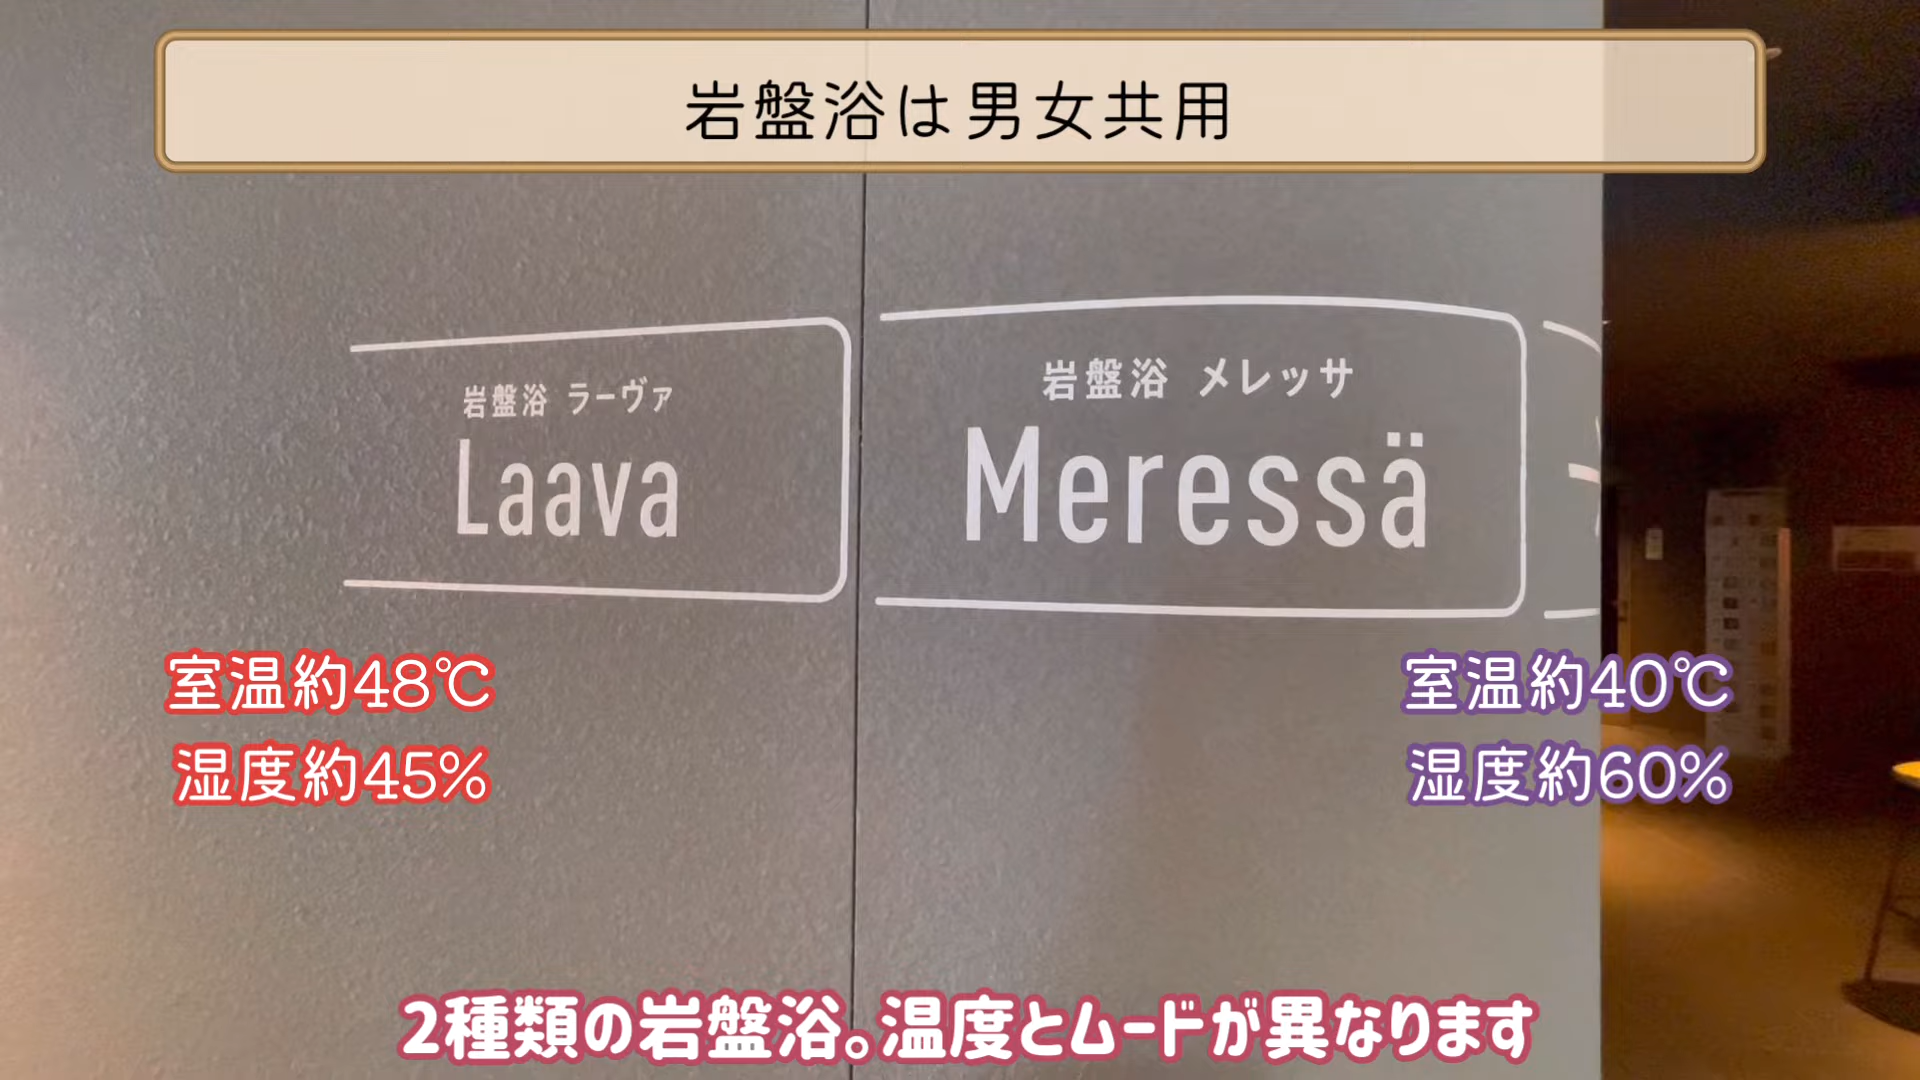 岩盤浴は男女共用
岩盤浴 ラーヴァ
Laava
岩盤浴 メレッサ
Meressä
室温約48℃
湿度約45%
室温約40℃
湿度約60%
2種類の岩盤浴。温度とムードが異なります